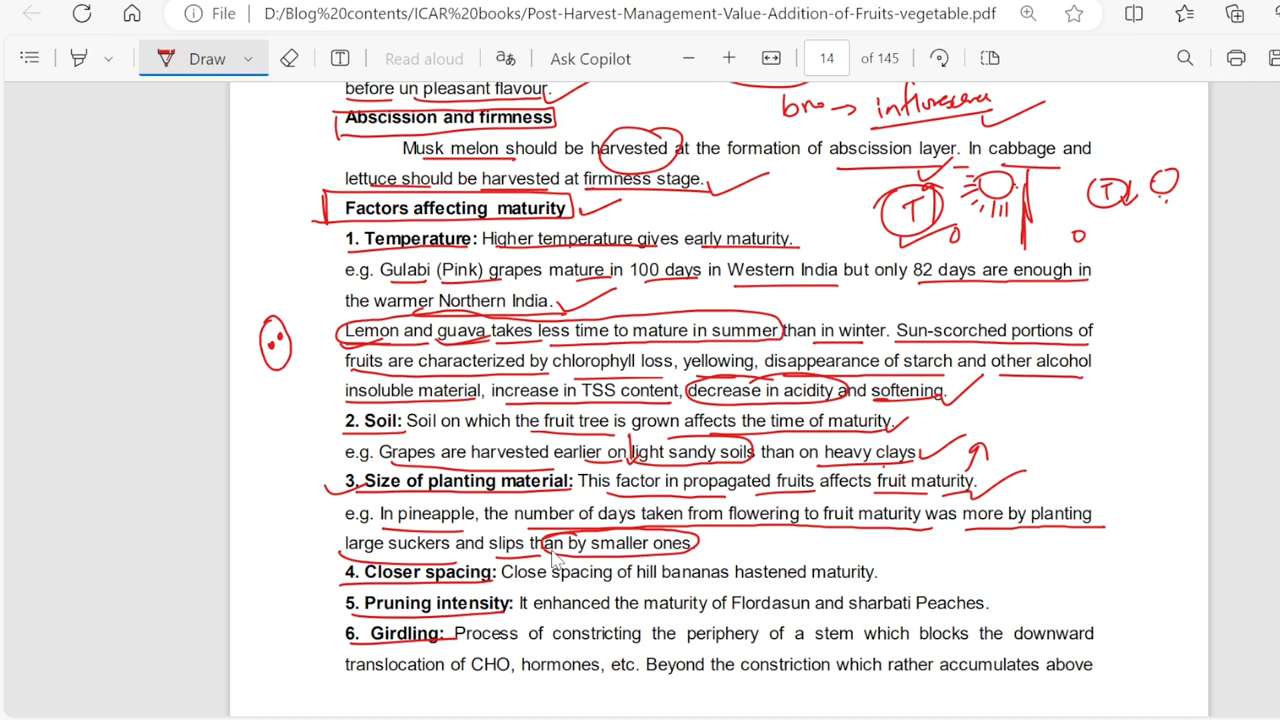 File D:/Blog%20contents/ICAR%20books/Post-Harvest-Management-Value-Addition-of-Fruits-vegetable.pdf
Draw Read aloud aあ Ask Copilot 14 of 145
before un pleasant flavour.
influresera
Abscission and firmness
Musk melon should be harvested at the formation of abscission layer. In cabbage and
lettuce should be harvested at firmness stage.
T T
Factors affecting maturity
1. Temperature: Higher temperature gives early maturity.
e.g. Gulabi (Pink) grapes mature in 100 days in Western India but only 82 days are enough in
the warmer Northern India.
Lemon and guava takes less time to mature in summer than in winter. Sun-scorched portions of
fruits are characterized by chlorophyll loss, yellowing, disappearance of starch and other alcohol
insoluble material, increase in TSS content, decrease in acidity and softening.
2. Soil: Soil on which the fruit tree is grown affects the time of maturity.
e.g. Grapes are harvested earlier on light sandy soils than on heavy clays
3. Size of planting material: This factor in propagated fruits affects fruit maturity.
e.g. In pineapple, the number of days taken from flowering to fruit maturity was more by planting
large suckers and slips than by smaller ones.
4. Closer spacing: Close spacing of hill bananas hastened maturity.
5. Pruning intensity: It enhanced the maturity of Flordasun and sharbati Peaches.
6. Girdling: Process of constricting the periphery of a stem which blocks the downward
translocation of CHO, hormones, etc. Beyond the constriction which rather accumulates above